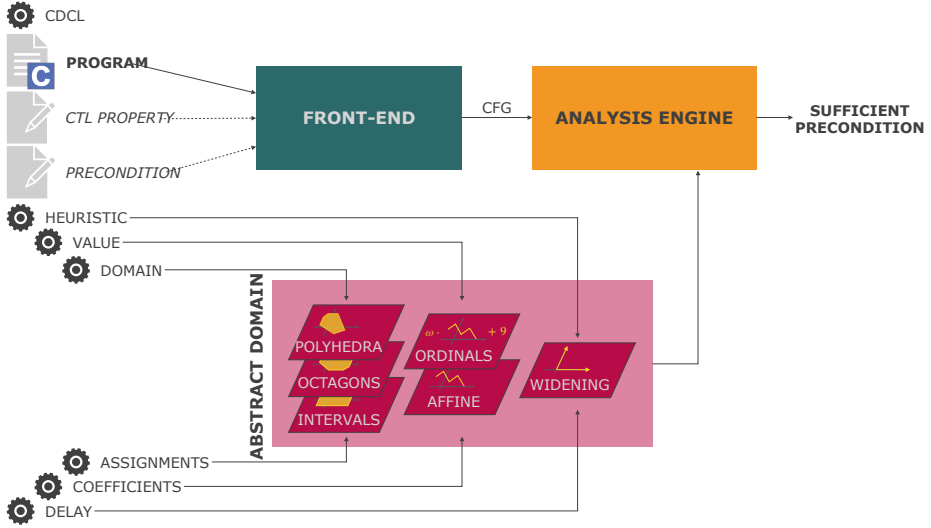 CDCL
C
PROGRAM
CTL PROPERTY
PRECONDITION
FRONT-END
CFG
ANALYSIS ENGINE
SUFFICIENT
PRECONDITION
HEURISTIC
VALUE
DOMAIN
ABSTRACT DOMAIN
POLYHEDRA
OCTAGONS
INTERVALS
ω · + 9
ORDINALS
AFFINE
WIDENING
ASSIGNMENTS
COEFFICIENTS
DELAY